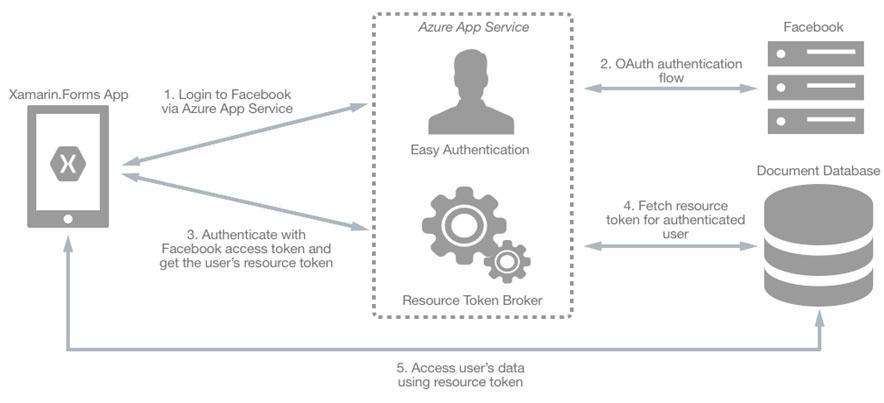 Azure App Service
Facebook
Xamarin.Forms App
X
1. Login to Facebook
via Azure App Service
2. OAuth authentication
flow
Easy Authentication
Document Database
3. Authenticate with
Facebook access token and
get the user's resource token
4. Fetch resource
token for authenticated
user
Resource Token Broker
5. Access user's data
using resource token